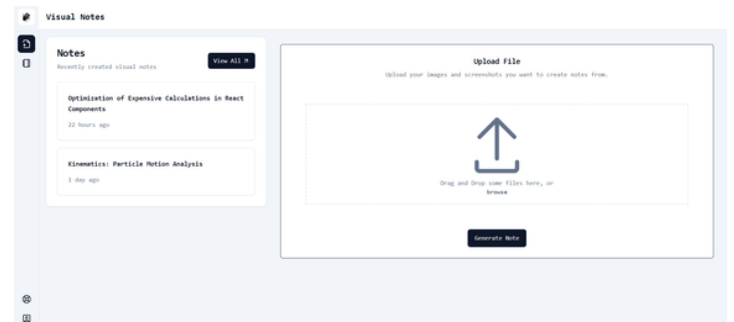 Visual Notes
Notes
Recently created visual notes
View All
Optimization of Expensive Calculations in React
Components
22 hours ago
Kinematics: Particle Motion Analysis
1 day ago
Upload File
Upload your images and screenshots you want to create notes from.
Drag and Drop some files here, or
browse
Generate Note